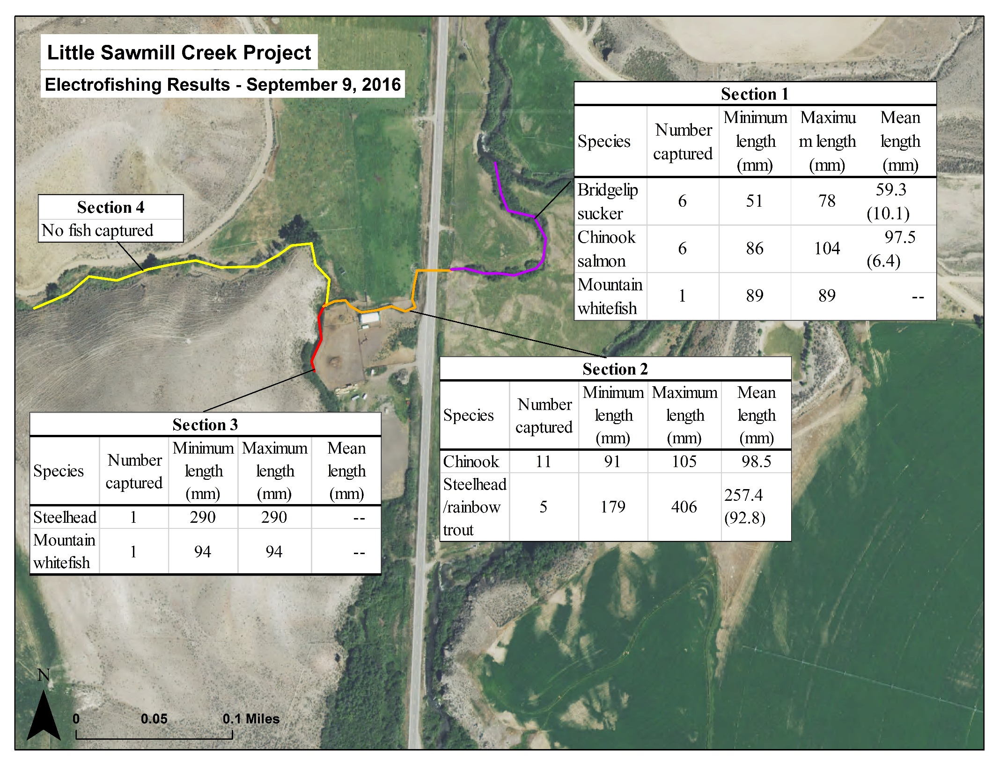 Little Sawmill Creek Project
Electrofishing Results - September 9, 2016
Section 1
Species
Number
captured
Minimum
length
(mm)
Maximu
m length
(mm)
Mean
length
(mm)
Bridgelip
sucker
6
51
78
59.3
(10.1)
Chinook
salmon
6
86
104
97.5
(6.4)
Mountain
whitefish
1
89
89
--
Section 4
No fish captured
Section 2
Species
Number
captured
Minimum
length
(mm)
Maximum
length
(mm)
Mean
length
(mm)
Chinook
11
91
105
98.5
Steelhead
/rainbow
trout
5
179
406
257.4
(92.8)
Section 3
Species
Number
captured
Minimum
length
(mm)
Maximum
length
(mm)
Mean
length
(mm)
Steelhead
1
290
290
--
Mountain
whitefish
1
94
94
--
N
0 0.05 0.1 Miles